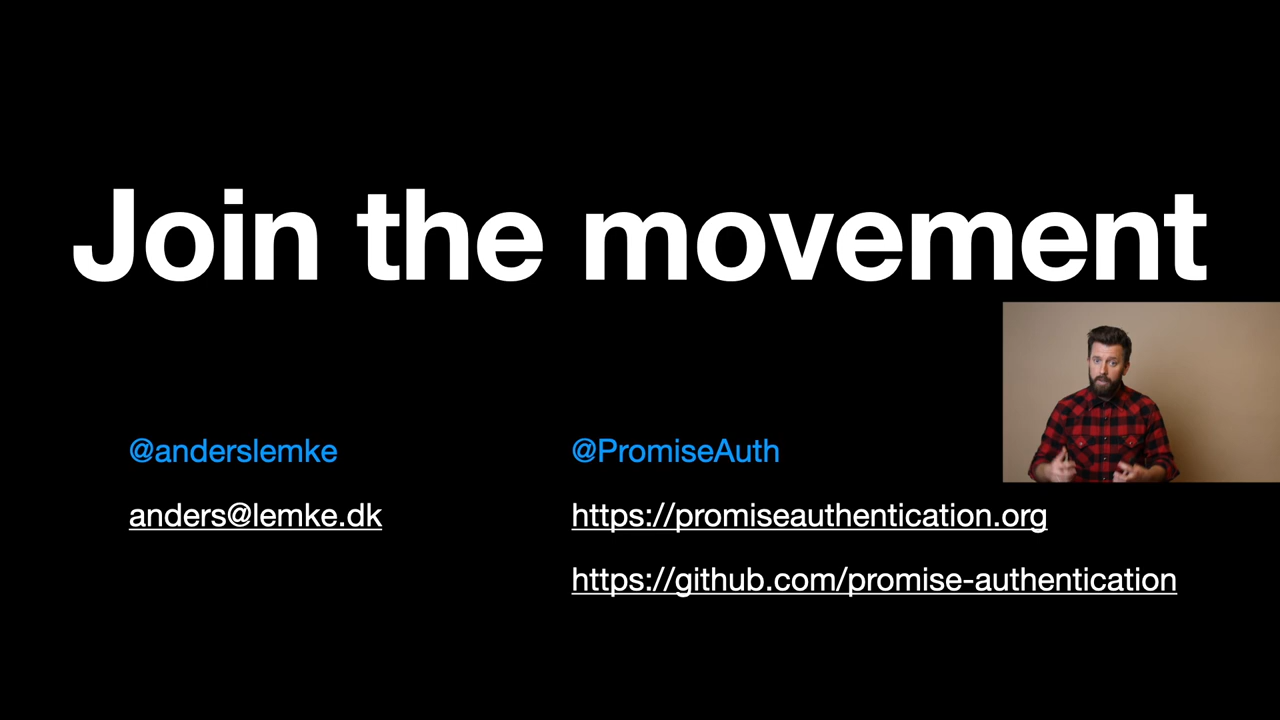 Join the movement
@anderslemke
anders@lemke.dk
@PromiseAuth
https://promiseauthentication.org
https://github.com/promise-authentication